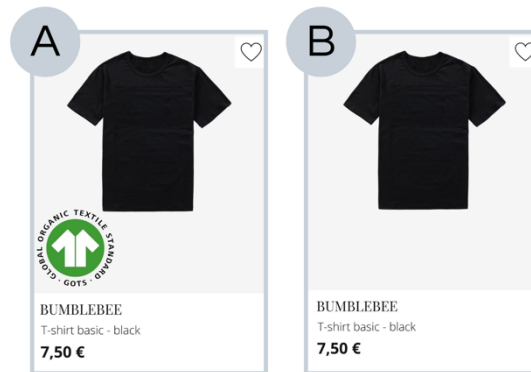 A
GLOBAL ORGANIC TEXTILE STANDARD · GOTS ·
BUMBLEBEE
T-shirt basic - black
7,50 €
B
BUMBLEBEE
T-shirt basic - black
7,50 €